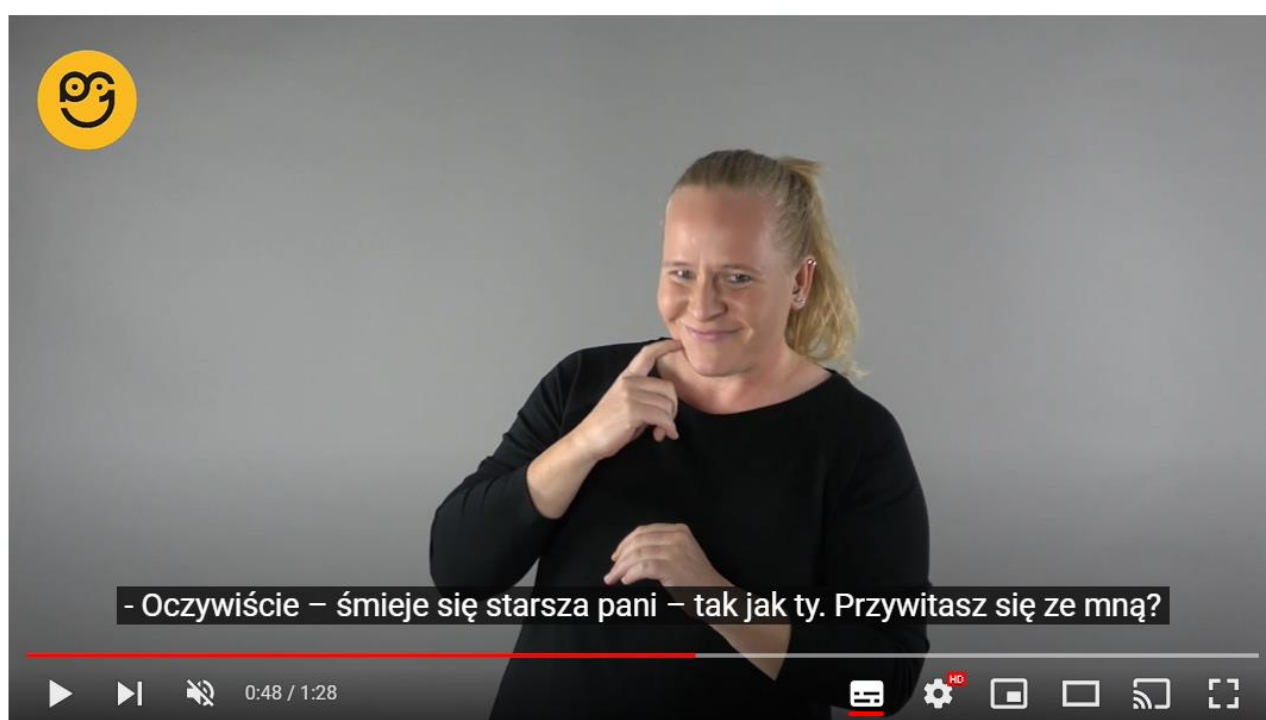 - Oczywiście – śmieje się starsza pani – tak jak ty. Przywitasz się ze mną?
0:48 / 1:28
HD